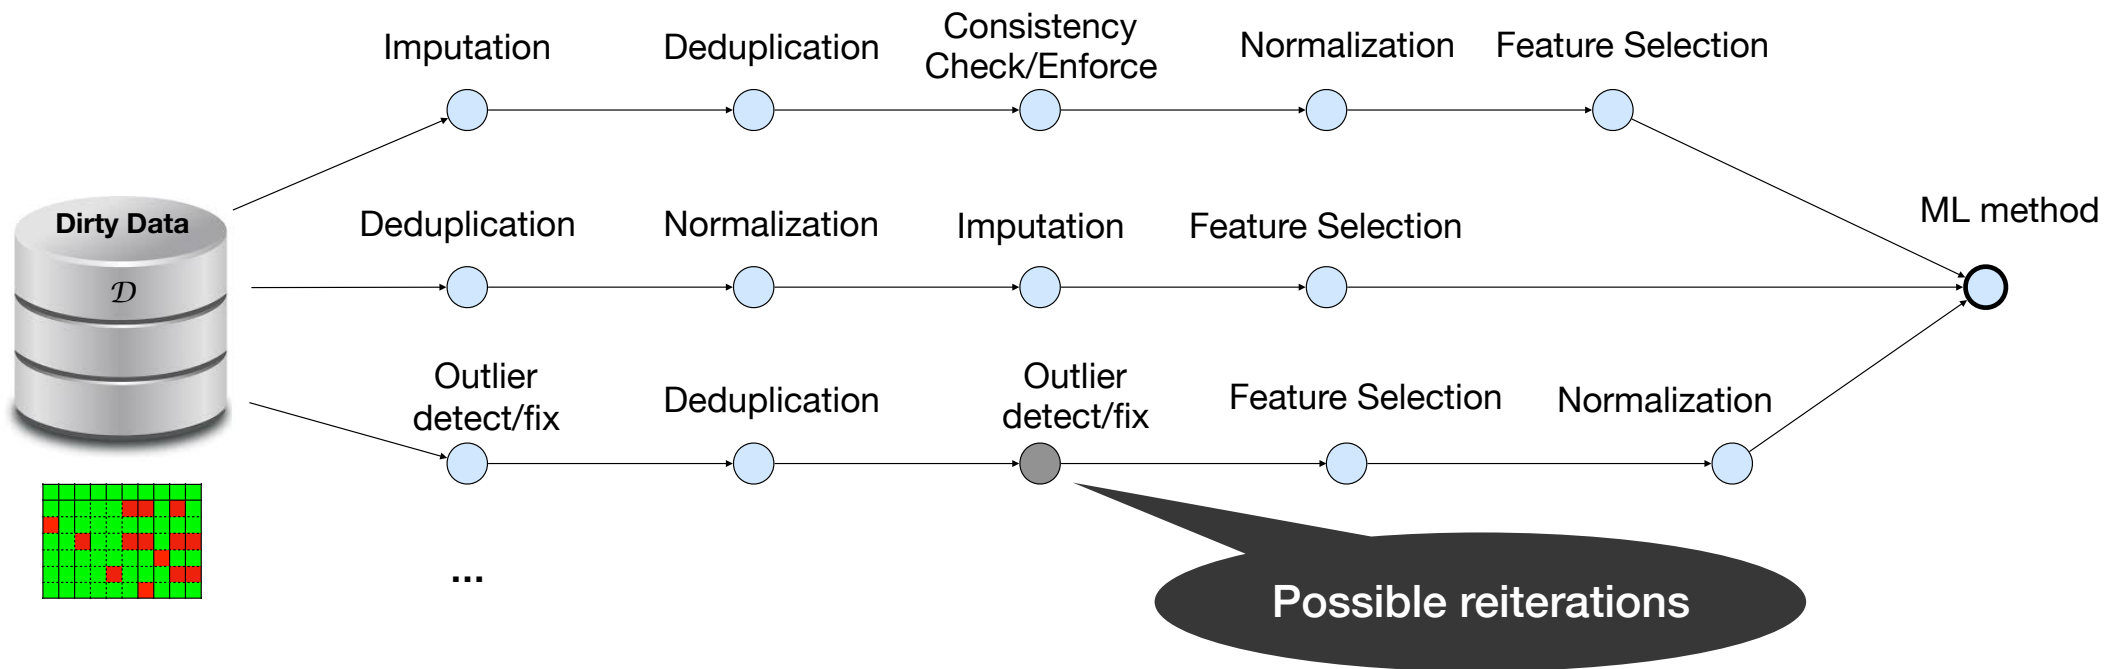 Imputation
Deduplication
Consistency
Check/Enforce
Normalization
Feature Selection
Dirty Data
𝒟
Deduplication
Normalization
Imputation
Feature Selection
ML method
Outlier
detect/fix
Deduplication
Outlier
detect/fix
Feature Selection
Normalization
...
Possible reiterations